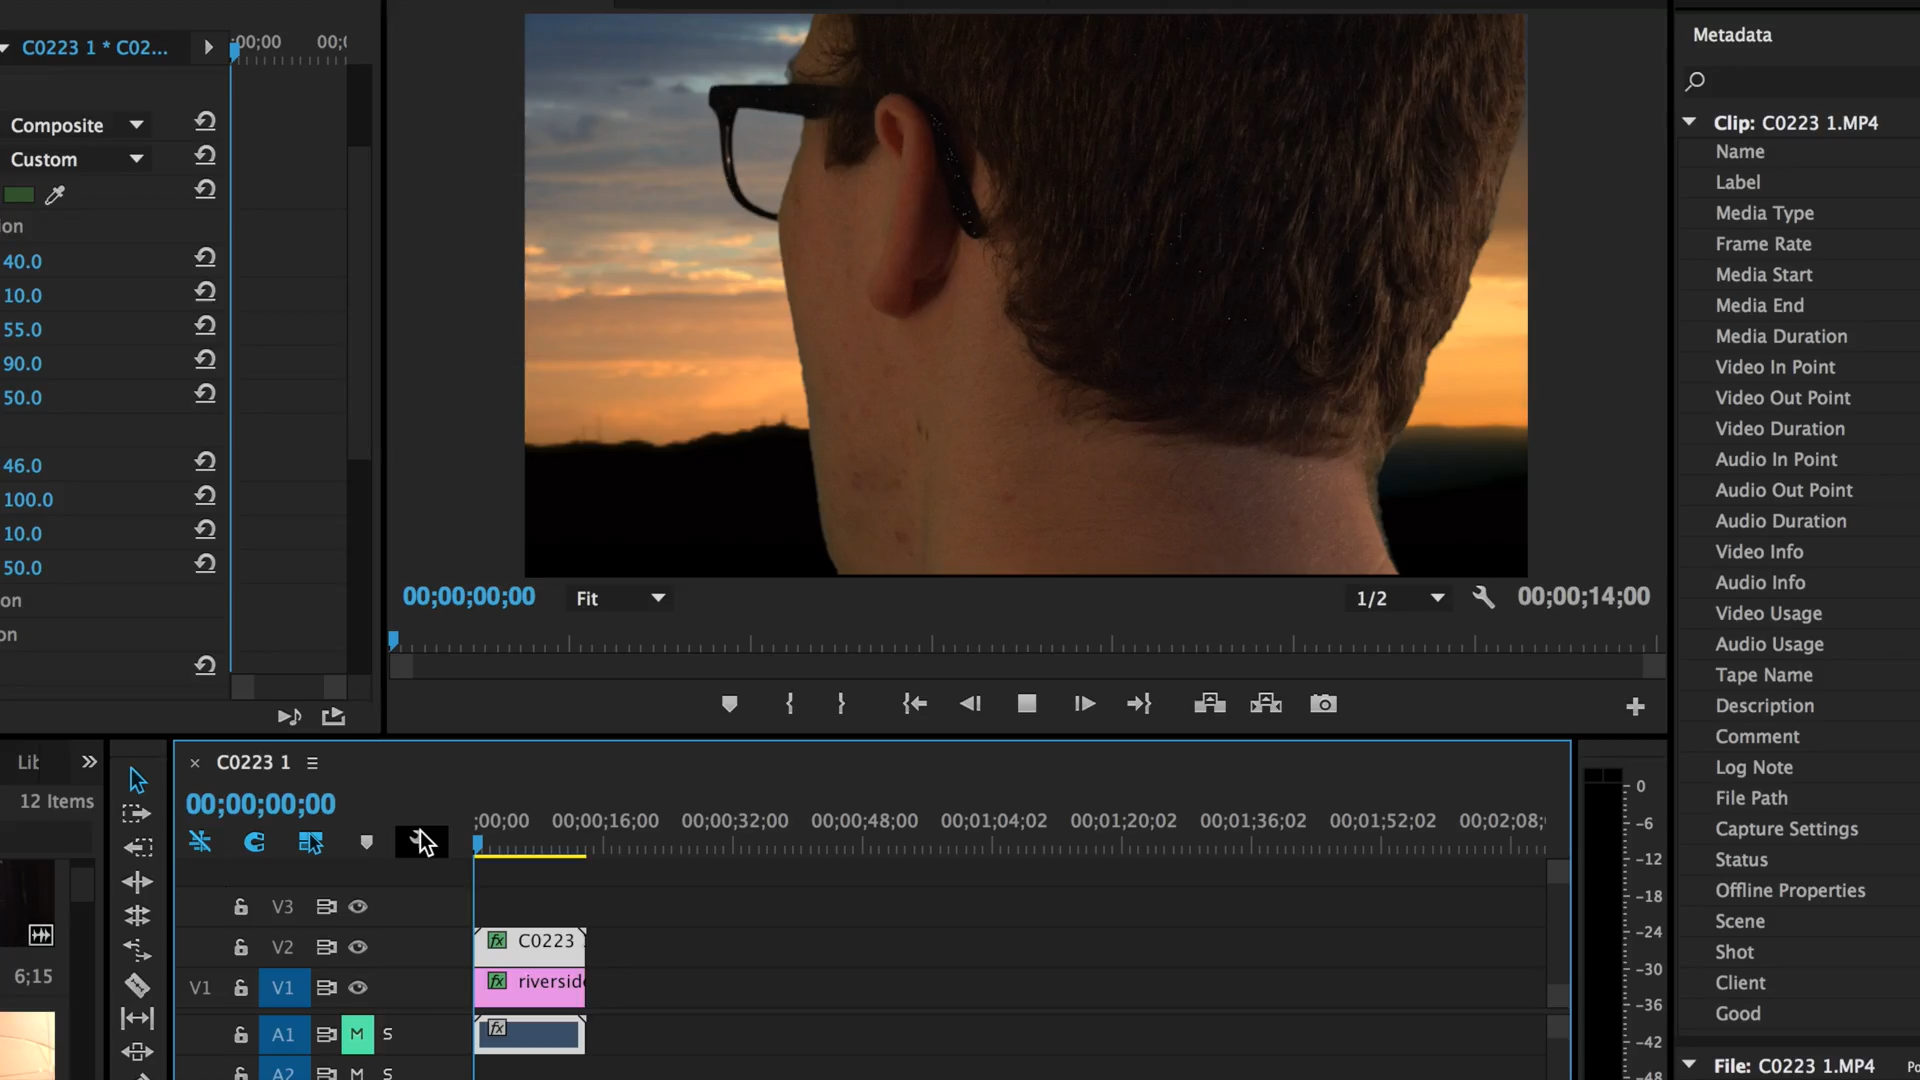 C0223 1 * C02...
;00;00
00;(
Composite
Custom
ion
40.0
10.0
55.0
90.0
50.0
46.0
100.0
10.0
50.0
on
on
00;00;00;00
Fit
1/2
00;00;14;00
Metadata
Clip: C0223 1.MP4
Name
Label
Media Type
Frame Rate
Media Start
Media End
Media Duration
Video In Point
Video Out Point
Video Duration
Audio In Point
Audio Out Point
Audio Duration
Video Info
Audio Info
Video Usage
Audio Usage
Tape Name
Description
Comment
Log Note
File Path
Capture Settings
Status
Offline Properties
Scene
Shot
Client
Good
File: C0223 1.MP4
Lib
12 Items
6;15
× C0223 1
00;00;00;00
;00;00 00;00;16;00 00;00;32;00 00;00;48;00 00;01;04;02 00;01;20;02 00;01;36;02 00;01;52;02 00;02;08;
V3
V2
fx C0223
V1 V1
fx riverside
A1 M S
fx
A2 M S
0
-6
-12
-18
-24
-30
-36
-42
-48